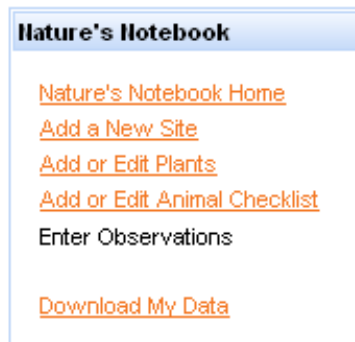 Nature's Notebook
Nature's Notebook Home
Add a New Site
Add or Edit Plants
Add or Edit Animal Checklist
Enter Observations
Download My Data